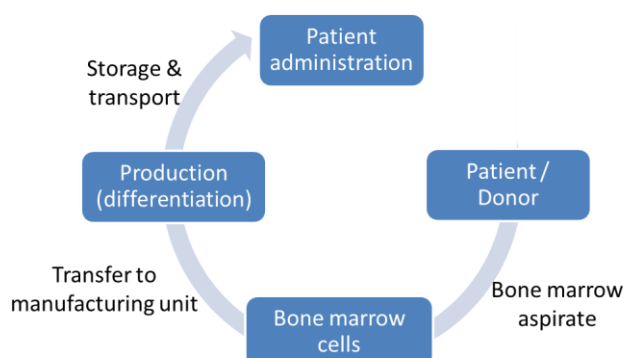 Patient
administration
Storage &
transport
Production
(differentiation)
Patient /
Donor
Transfer to
manufacturing unit
Bone marrow
aspirate
Bone marrow
cells